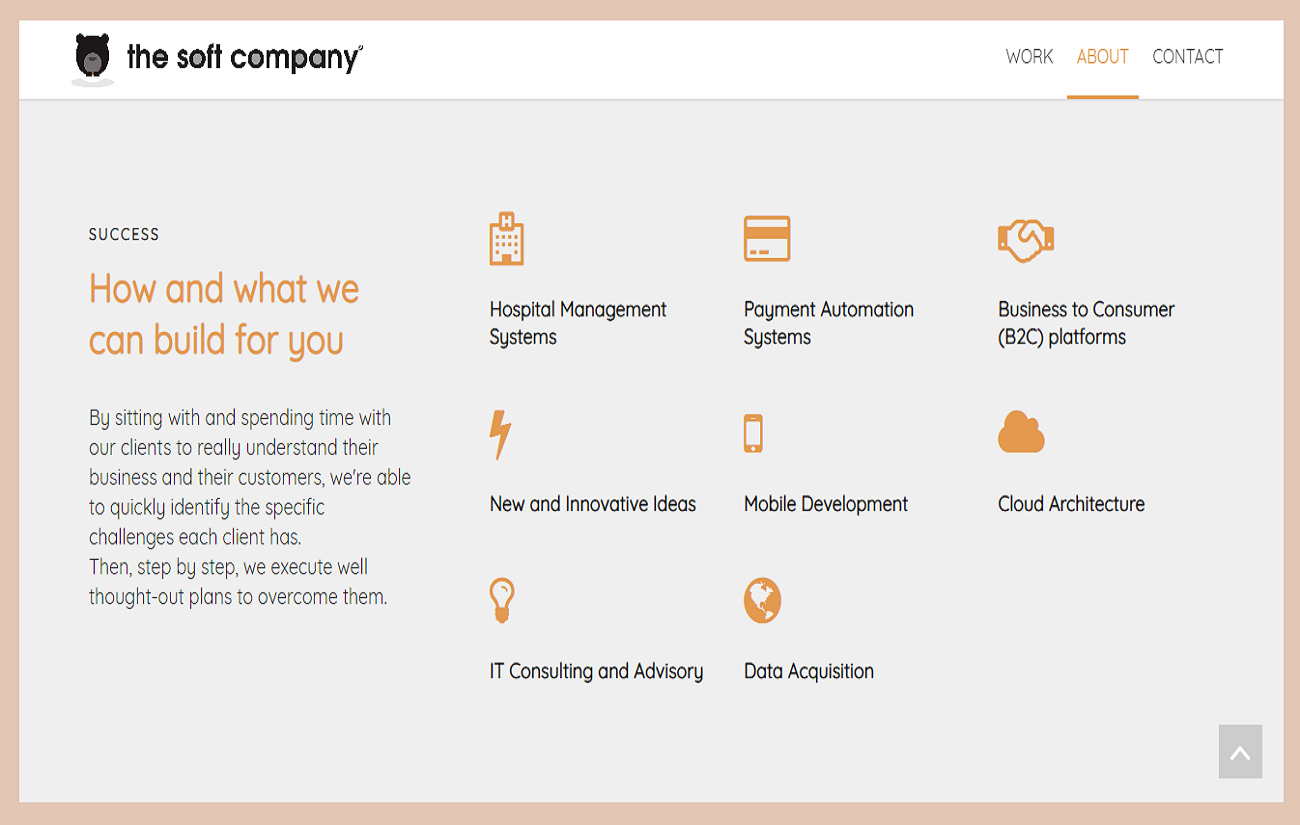 the soft company
WORK ABOUT CONTACT
SUCCESS
How and what we
can build for you
By sitting with and spending time with
our clients to really understand their
business and their customers, we're able
to quickly identify the specific
challenges each client has.
Then, step by step, we execute well
thought-out plans to overcome them.
H
Hospital Management
Systems
Payment Automation
Systems
Business to Consumer
(B2C) platforms
New and Innovative Ideas
Mobile Development
Cloud Architecture
IT Consulting and Advisory
Data Acquisition